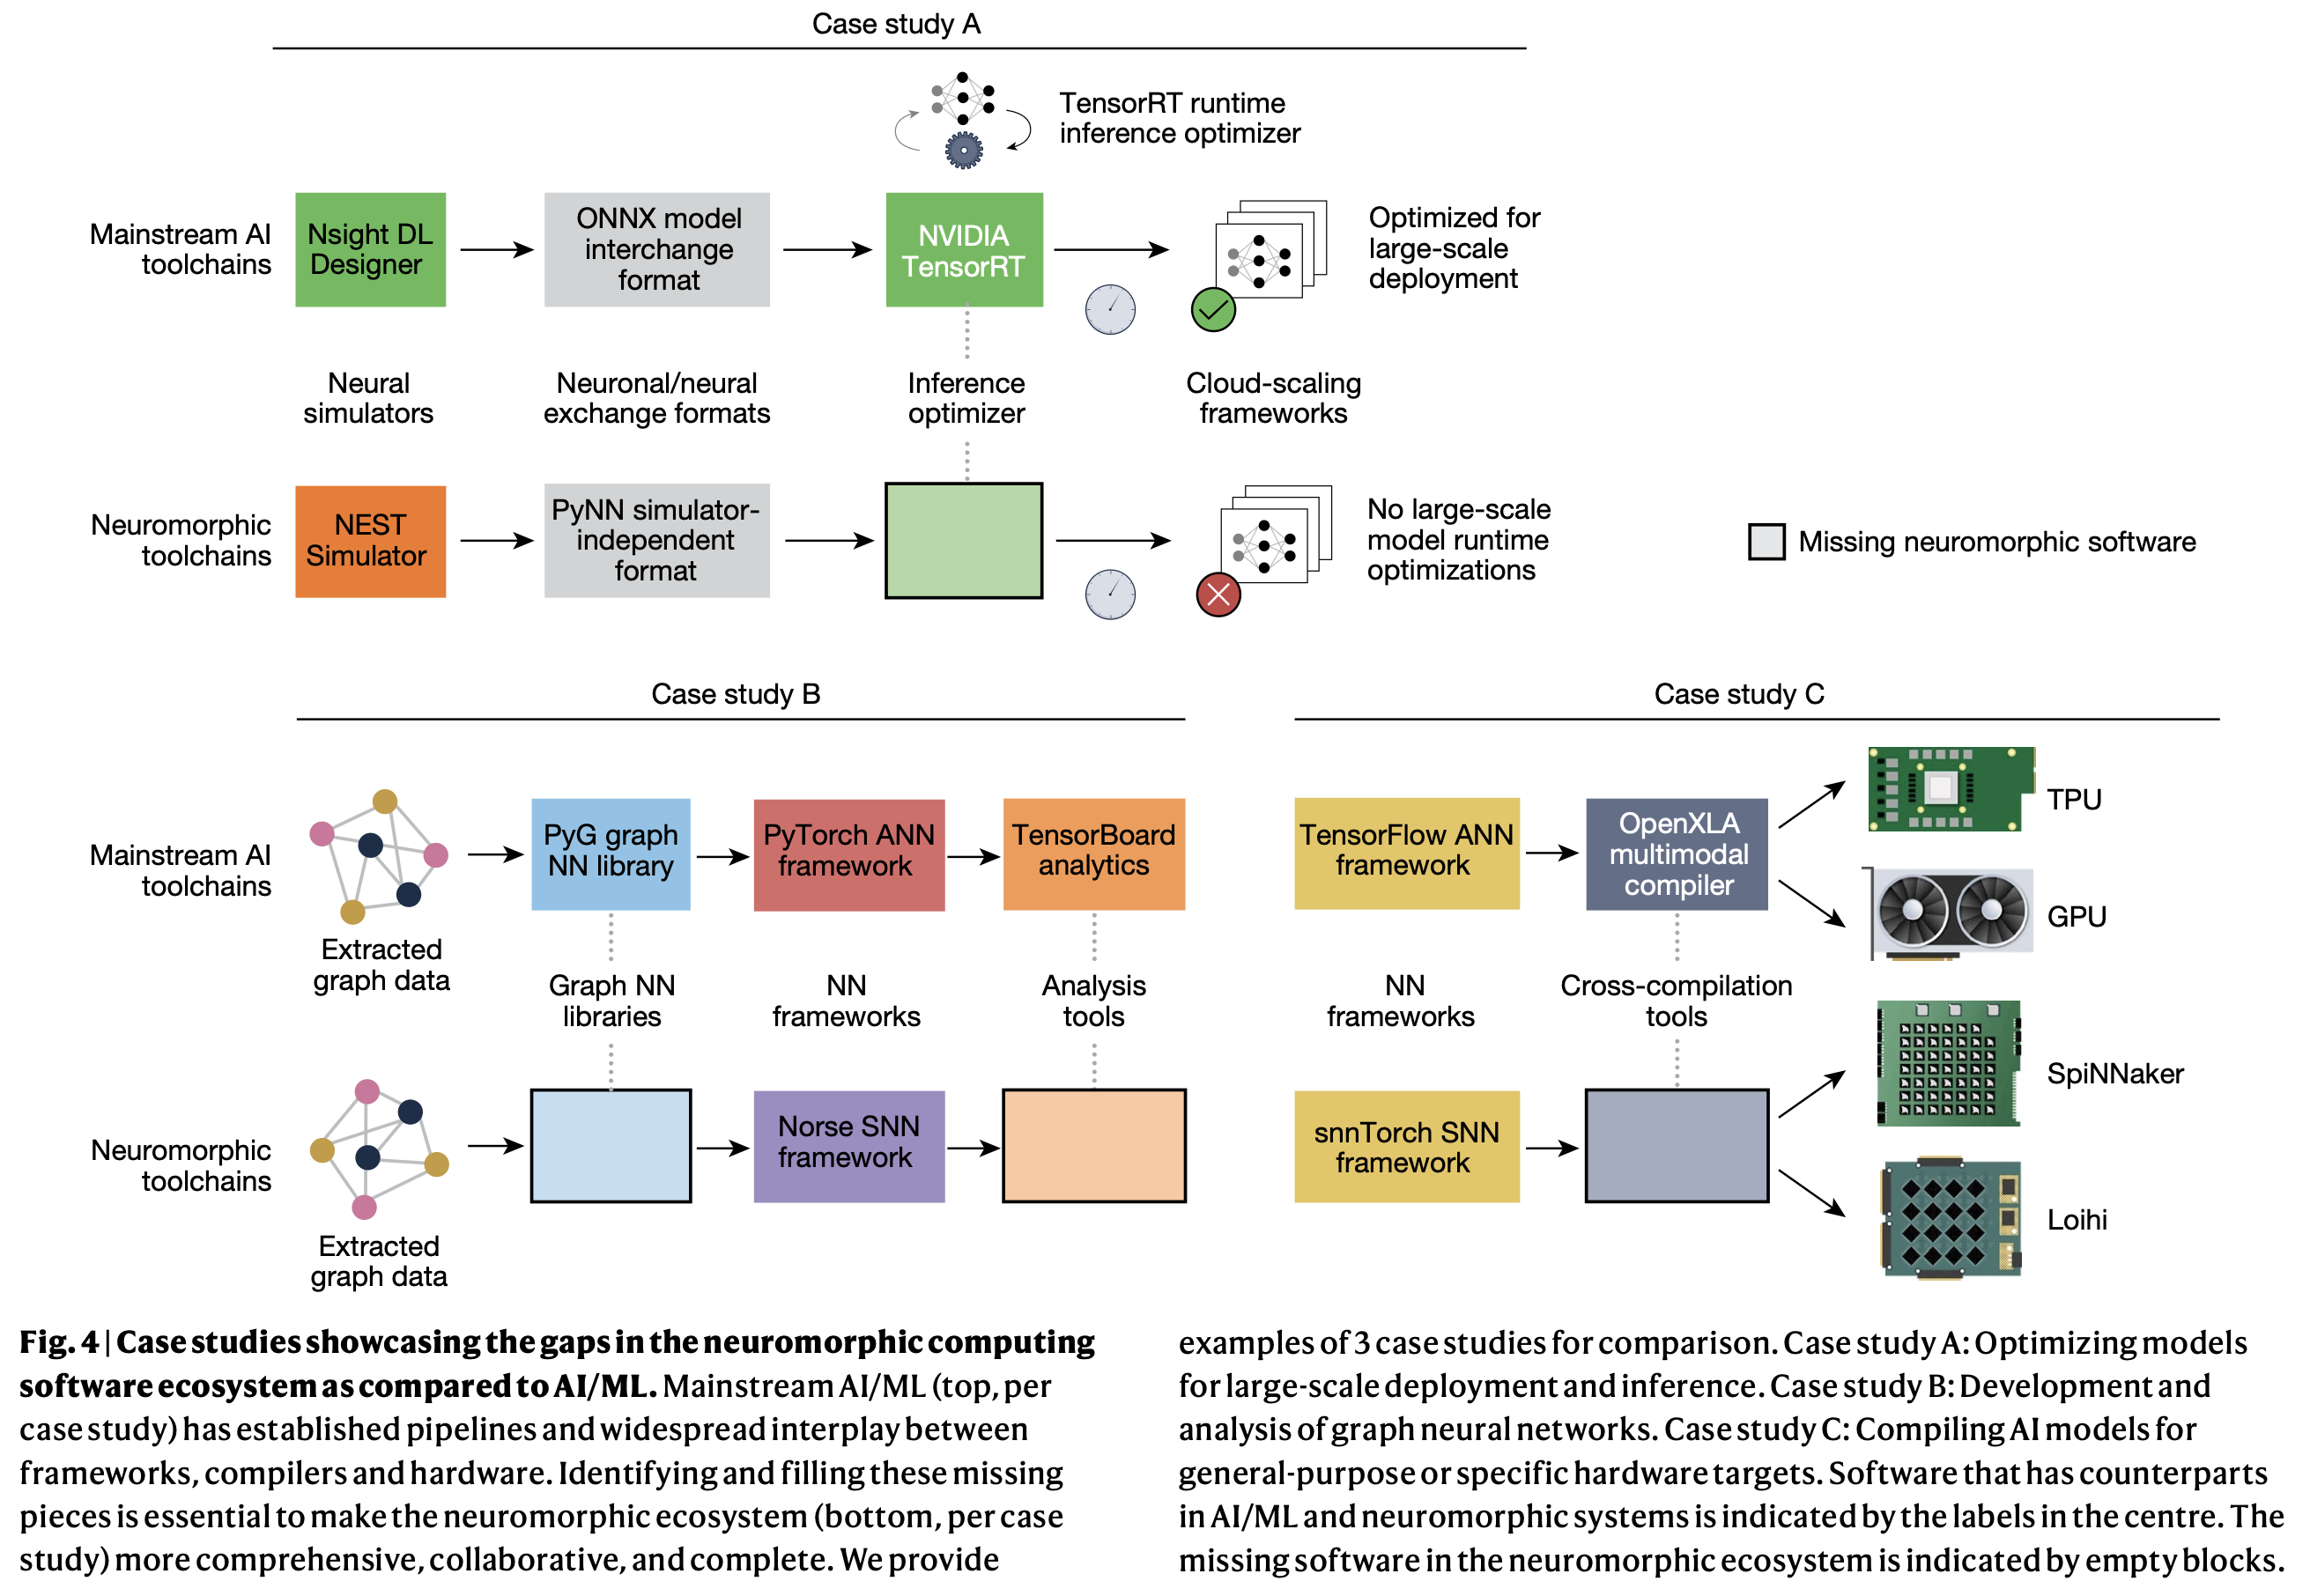 Case study A
TensorRT runtime
inference optimizer
Mainstream AI
toolchains
Nsight DL
Designer
ONNX model
interchange
format
NVIDIA
TensorRT
Optimized for
large-scale
deployment
Neural
simulators
Neuronal/neural
exchange formats
Inference
optimizer
Cloud-scaling
frameworks
Neuromorphic
toolchains
NEST
Simulator
PyNN simulator-
independent
format
No large-scale
model runtime
optimizations
Missing neuromorphic software
Case study B
Mainstream AI
toolchains
Extracted
graph data
PyG graph
NN library
PyTorch ANN
framework
TensorBoard
analytics
Graph NN
libraries
NN
frameworks
Analysis
tools
Neuromorphic
toolchains
Extracted
graph data
Norse SNN
framework
Case study C
TensorFlow ANN
framework
OpenXLA
multimodal
compiler
TPU
GPU
NN
frameworks
Cross-compilation
tools
snnTorch SNN
framework
SpiNNaker
Loihi
Fig. 4 | Case studies showcasing the gaps in the neuromorphic computing
software ecosystem as compared to AI/ML. Mainstream AI/ML (top, per
case study) has established pipelines and widespread interplay between
frameworks, compilers and hardware. Identifying and filling these missing
pieces is essential to make the neuromorphic ecosystem (bottom, per case
study) more comprehensive, collaborative, and complete. We provide
examples of 3 case studies for comparison. Case study A: Optimizing models
for large-scale deployment and inference. Case study B: Development and
analysis of graph neural networks. Case study C: Compiling AI models for
general-purpose or specific hardware targets. Software that has counterparts
in AI/ML and neuromorphic systems is indicated by the labels in the centre. The
missing software in the neuromorphic ecosystem is indicated by empty blocks.